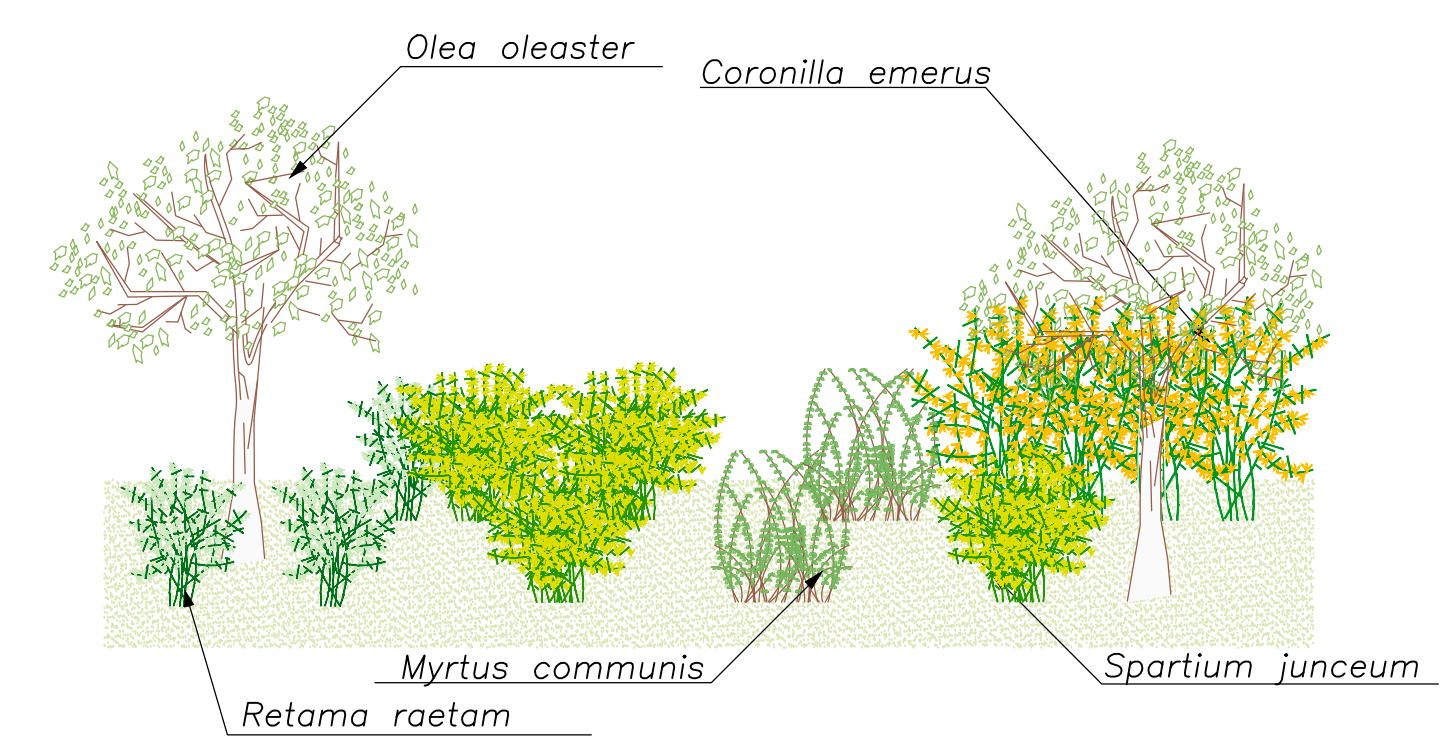 Olea oleaster
Coronilla emerus
Myrtus communis
Spartium junceum
Retama raetam